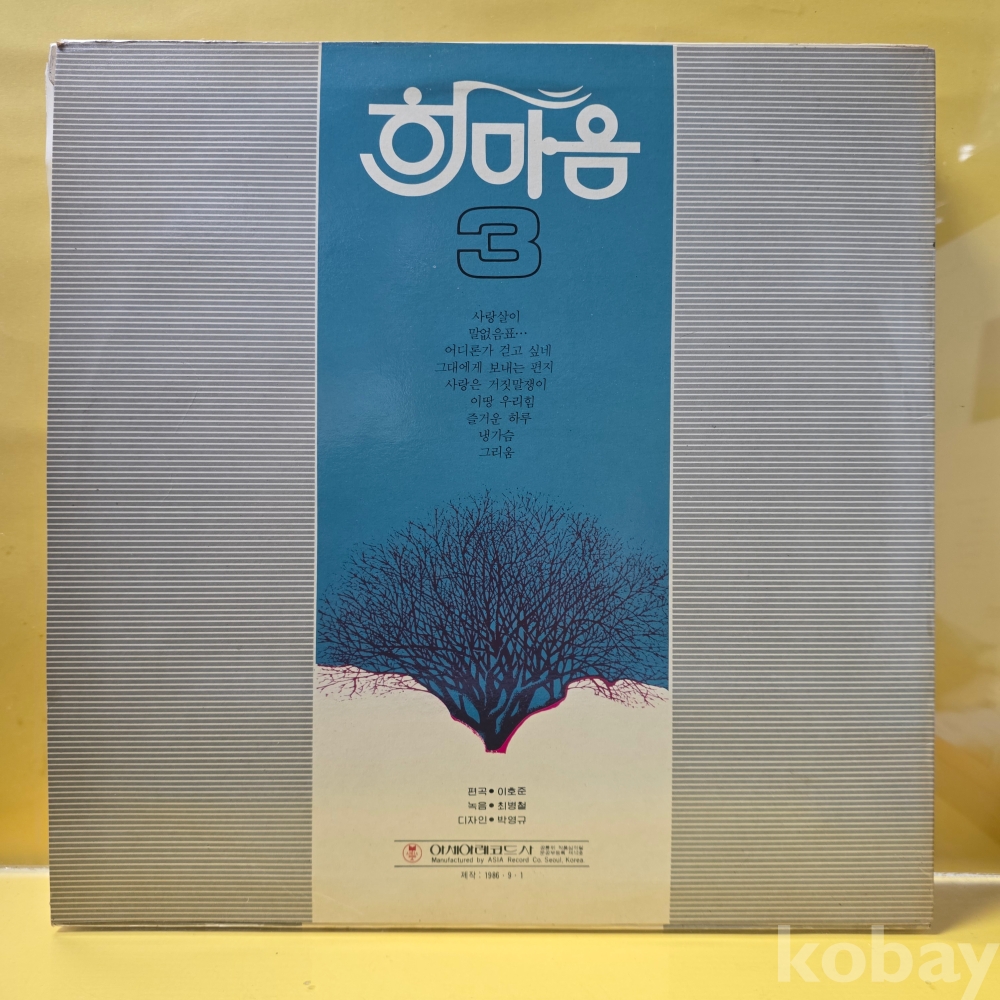 한마음
3
사랑살이
말없음표…
어디론가 걷고 싶네
그대에게 보내는 편지
사랑은 거짓말쟁이
이땅 우리힘
즐거운 하루
냉가슴
그리움
편곡● 이호준
녹음● 최병철
디자인● 박영규
아세아레코드사
Manufactured by ASIA Record Co. Seoul, Korea
제작 : 1986 · 9 · 1
kobay